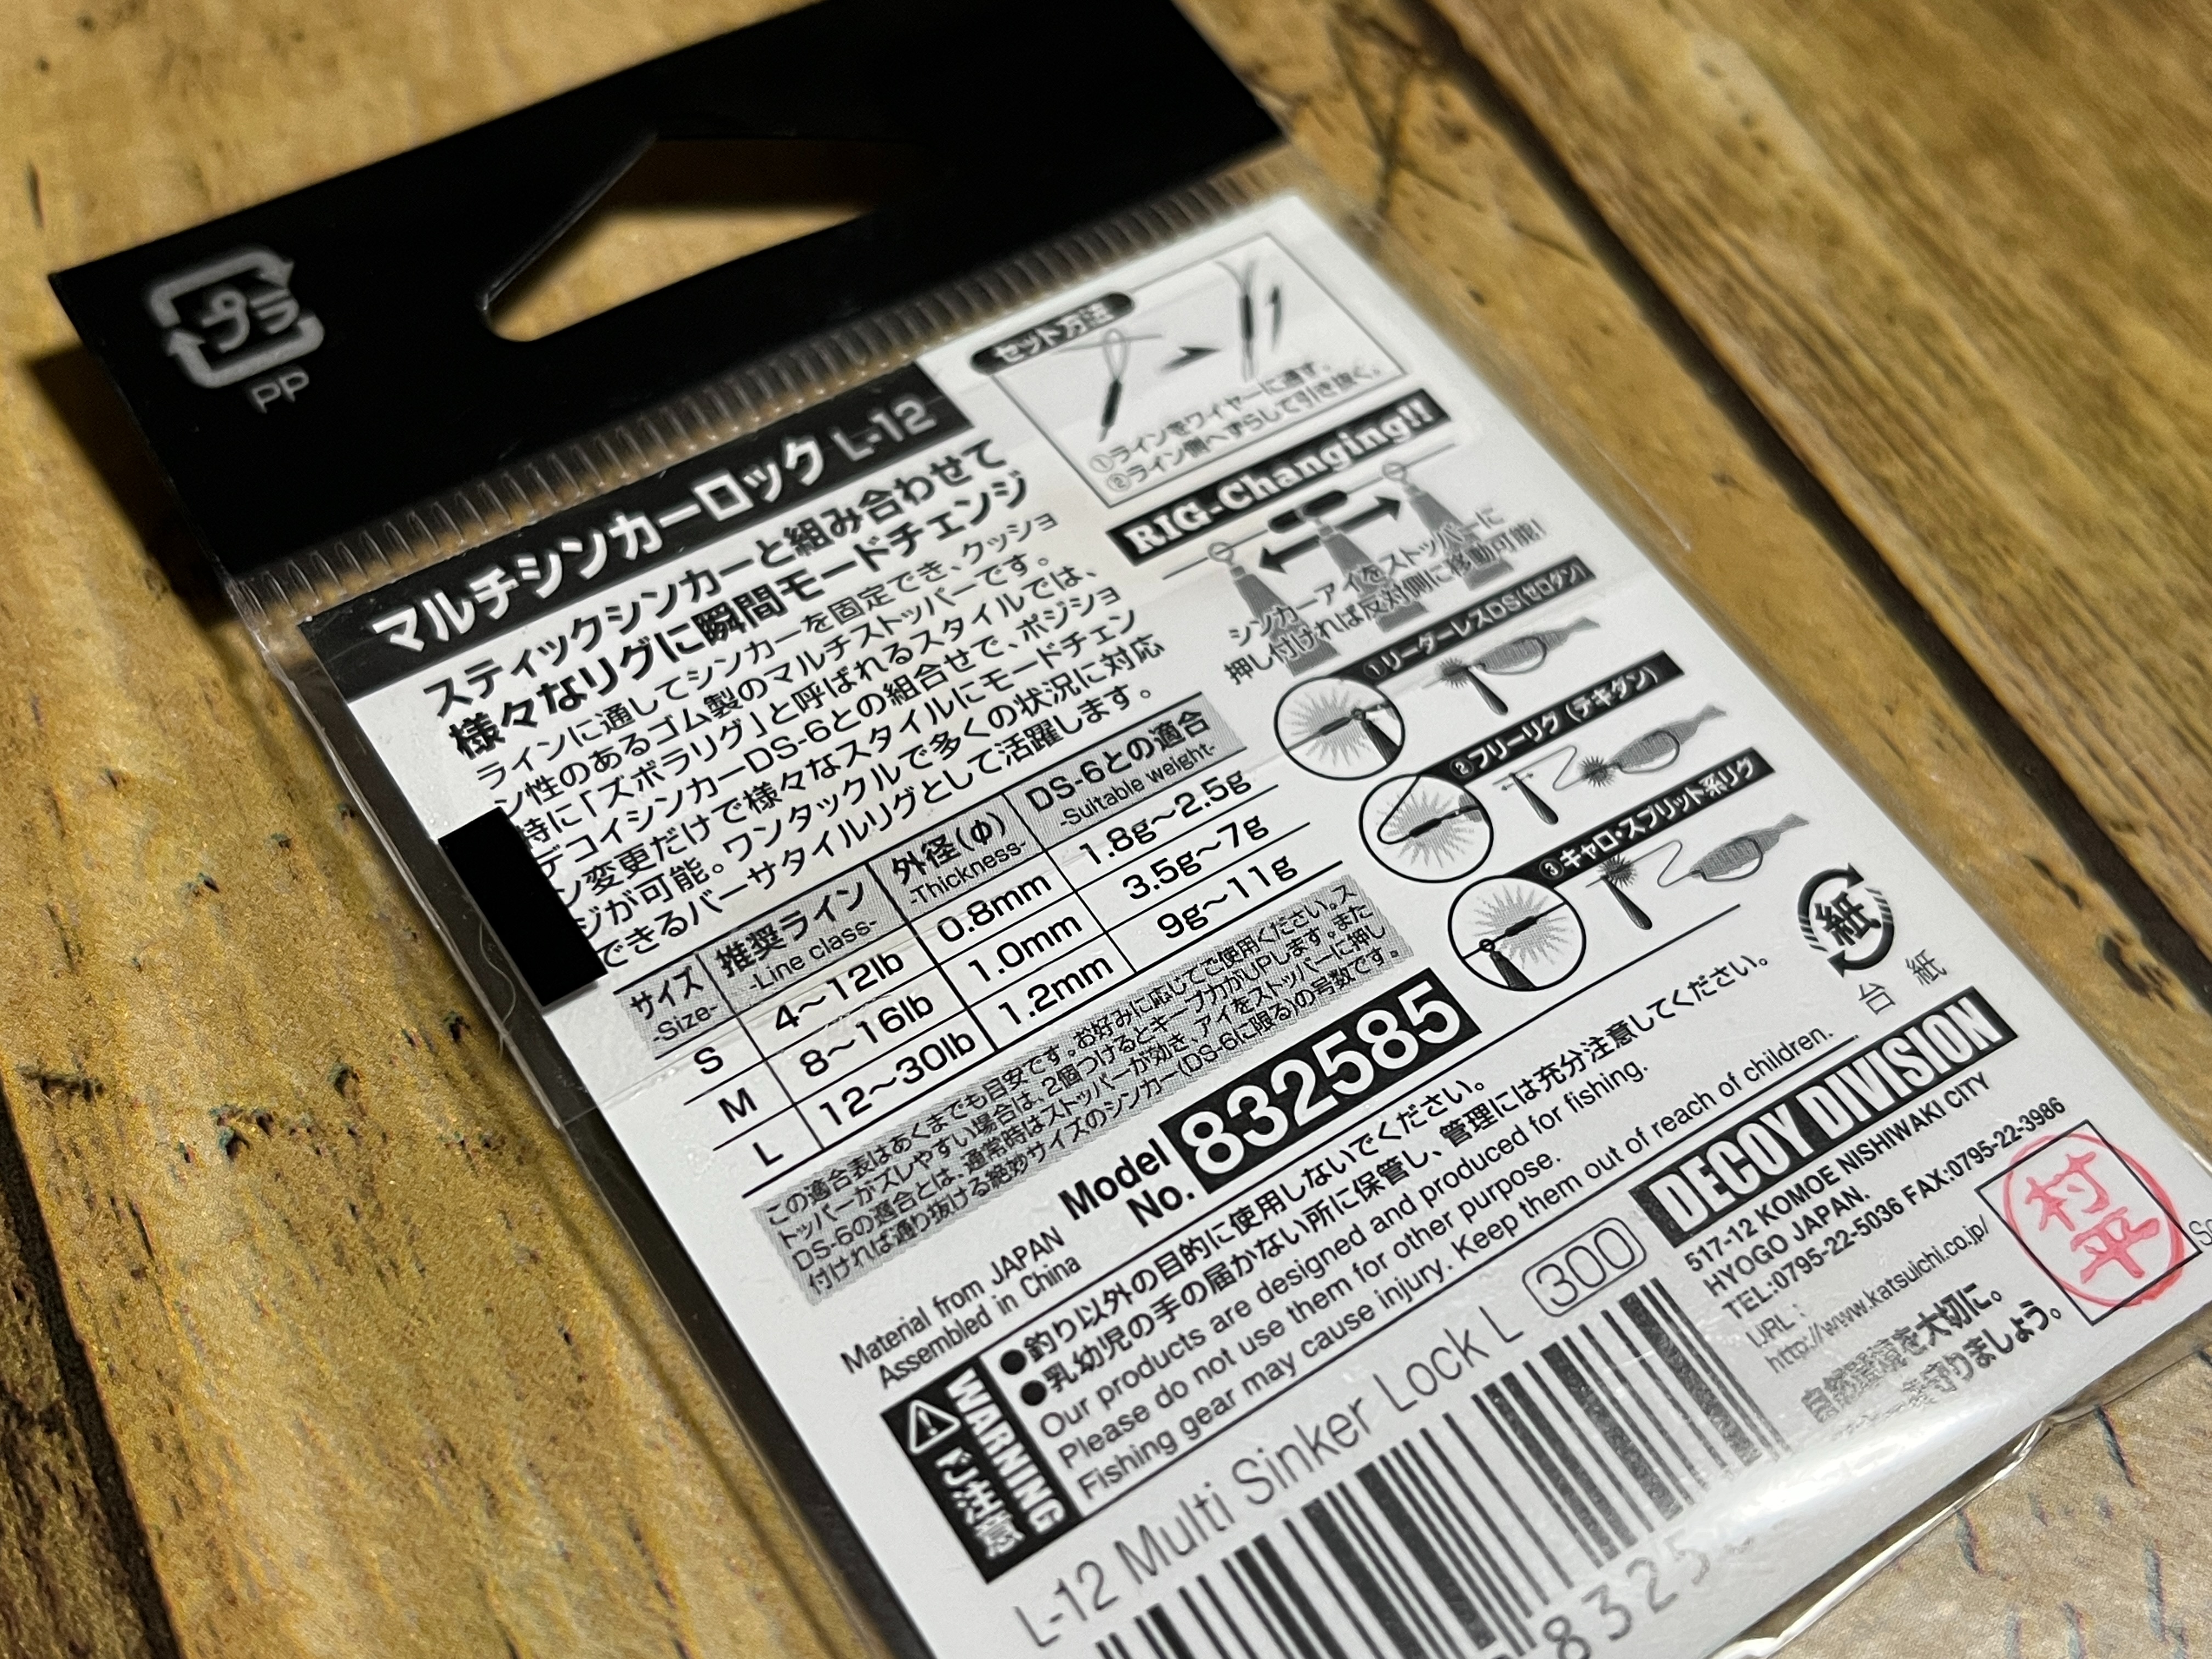 プラ
PP
マルチシンカーロック L-12
スティックシンカーと組み合わせて
様々なリグに瞬間モードチェンジ
ラインに通してシンカーを固定でき、クッショ
ン性のあるゴム製のマルチストッパーです。
特に「ズボラリグ」と呼ばれるスタイルでは、
デコイシンカーDS-6との組合せで、ポジショ
ン変更だけで様々なスタイルにモードチェン
ジが可能。ワンタックルで多くの状況に対応
できるバーサタイルリグとして活躍します。
サイズ 推奨ライン 外径(φ) DS-6との適合
-Size- -Line class- -Thickness- -Suitable weight-
S 4〜12lb 0.8mm 1.8g〜2.5g
M 8〜16lb 1.0mm 3.5g〜7g
L 12〜30lb 1.2mm 9g〜11g
この適合表はあくまでも目安です。お好みに応じてご使用ください。ス
トッパーがズレやすい場合は、2個つけるとキープ力がUPします。また
DS-6の適合とは、通常時はストッパーが効き、アイをストッパーに押し
付ければ通り抜ける絶妙サイズのシンカー(DS-6に限る)の号数です。
セット方法
①ラインをワイヤーに通す。
②ライン側へずらして引き抜く。
RIG-Changing!!
シンカーアイをストッパーに
押し付ければ反対側に移動可能!
①リーダーレスDS(ゼロダン)
②フリーリグ(テキダン)
③キャロ・スプリット系リグ
紙
台紙
Material from JAPAN
Assembled in China
Model No. 832585
WARNING
ご注意
●釣り以外の目的に使用しないでください。
●乳幼児の手の届かない所に保管し、管理には充分注意してください。
Our products are designed and produced for fishing.
Please do not use them for other purpose.
Fishing gear may cause injury. Keep them out of reach of children.
DECOY DIVISION
517-12 KOMOE NISHIWAKI CITY
HYOGO JAPAN.
TEL:0795-22-5036 FAX:0795-22-3986
URL :
http://www.katsuichi.co.jp/
自然環境を大切に。
守りましょう。
村平
L-12 Multi Sinker Lock L 300
8325